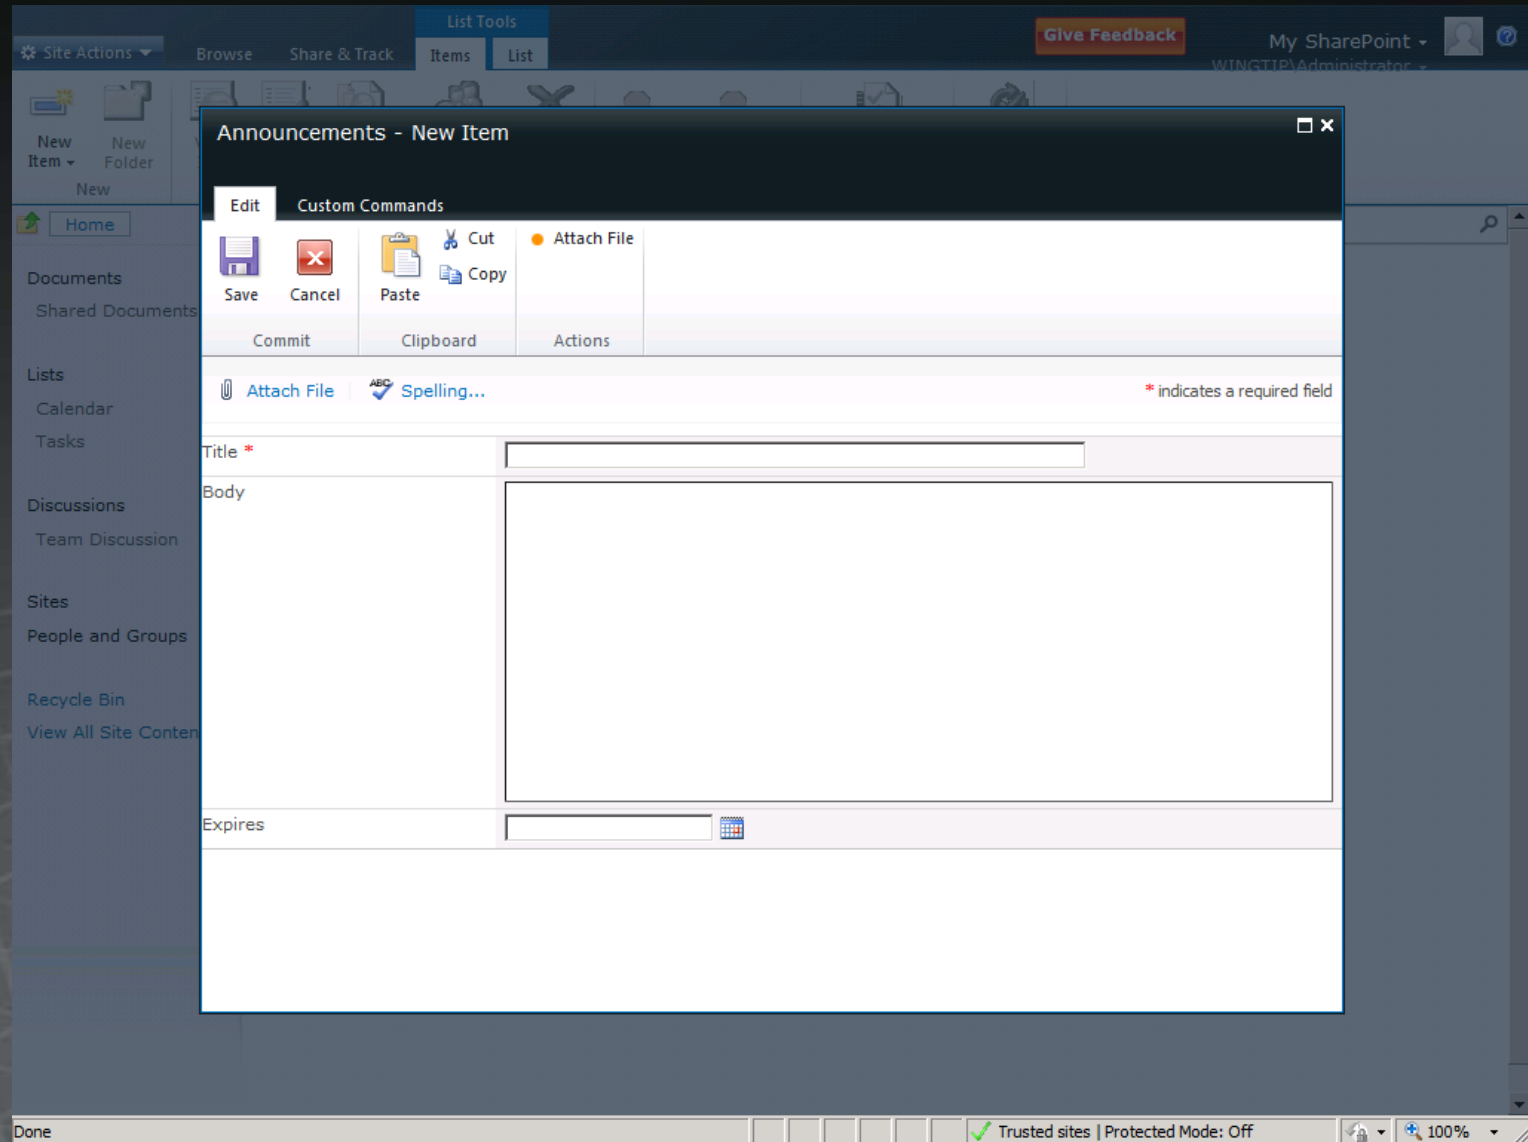 List Tools
Site Actions
Browse
Share & Track
Items
List
Give Feedback
My SharePoint
WINGTIP\Administrator
New
Item
New
Folder
New
Announcements - New Item
Edit
Custom Commands
Save
Cancel
Paste
Cut
Copy
Attach File
Commit
Clipboard
Actions
Home
Documents
Shared Documents
Lists
Calendar
Tasks
Discussions
Team Discussion
Sites
People and Groups
Recycle Bin
View All Site Conten
Attach File
ABC
Spelling...
* indicates a required field
Title *
Body
Expires
Done
Trusted sites | Protected Mode: Off
100%